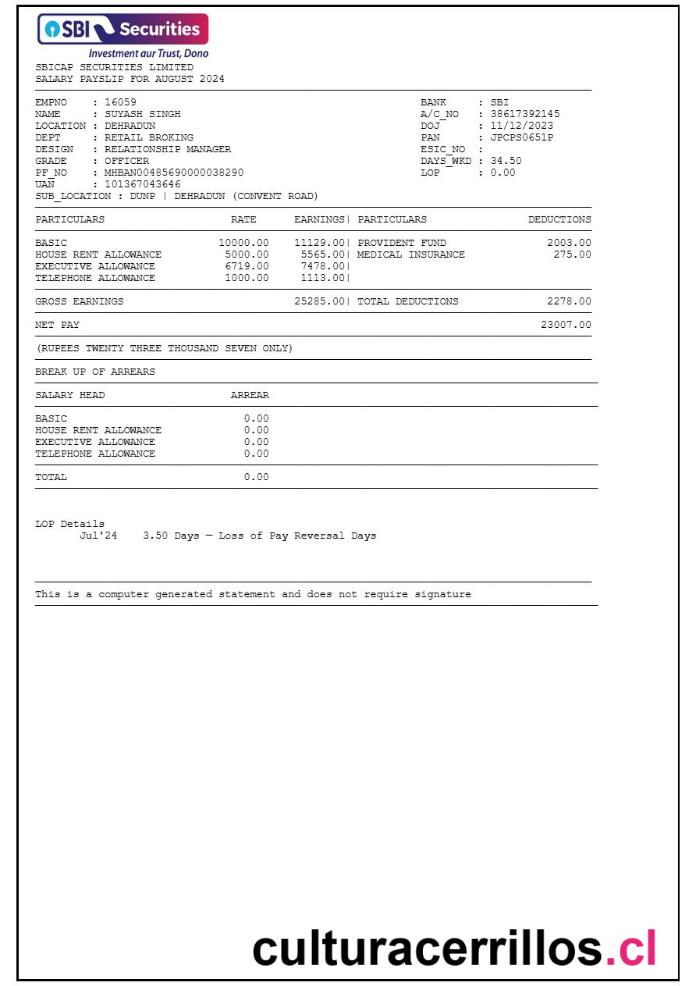 SBI Securities
Investment aur Trust, Dono
SBICAP SECURITIES LIMITED
SALARY PAYSLIP FOR AUGUST 2024
EMPNO : 16059 BANK : SBI
NAME : SUYASH SINGH A/C_NO : 38617392145
LOCATION : DEHRADUN DOJ : 11/12/2023
DEPT : RETAIL BROKING PAN : JPCPS0651P
DESIGN : RELATIONSHIP MANAGER ESIC_NO :
GRADE : OFFICER DAYS_WKD : 34.50
PF_NO : MHBAN00485690000038290 LOP : 0.00
UAN : 101367043646
SUB_LOCATION : DUNP | DEHRADUN (CONVENT ROAD)
PARTICULARS RATE EARNINGS| PARTICULARS DEDUCTIONS
BASIC 10000.00 11129.00| PROVIDENT FUND 2003.00
HOUSE RENT ALLOWANCE 5000.00 5565.00| MEDICAL INSURANCE 275.00
EXECUTIVE ALLOWANCE 6719.00 7478.00|
TELEPHONE ALLOWANCE 1000.00 1113.00|
GROSS EARNINGS 25285.00| TOTAL DEDUCTIONS 2278.00
NET PAY 23007.00
(RUPEES TWENTY THREE THOUSAND SEVEN ONLY)
BREAK UP OF ARREARS
SALARY HEAD ARREAR
BASIC 0.00
HOUSE RENT ALLOWANCE 0.00
EXECUTIVE ALLOWANCE 0.00
TELEPHONE ALLOWANCE 0.00
TOTAL 0.00
LOP Details
Jul'24 3.50 Days — Loss of Pay Reversal Days
This is a computer generated statement and does not require signature
culturacerrillos.cl